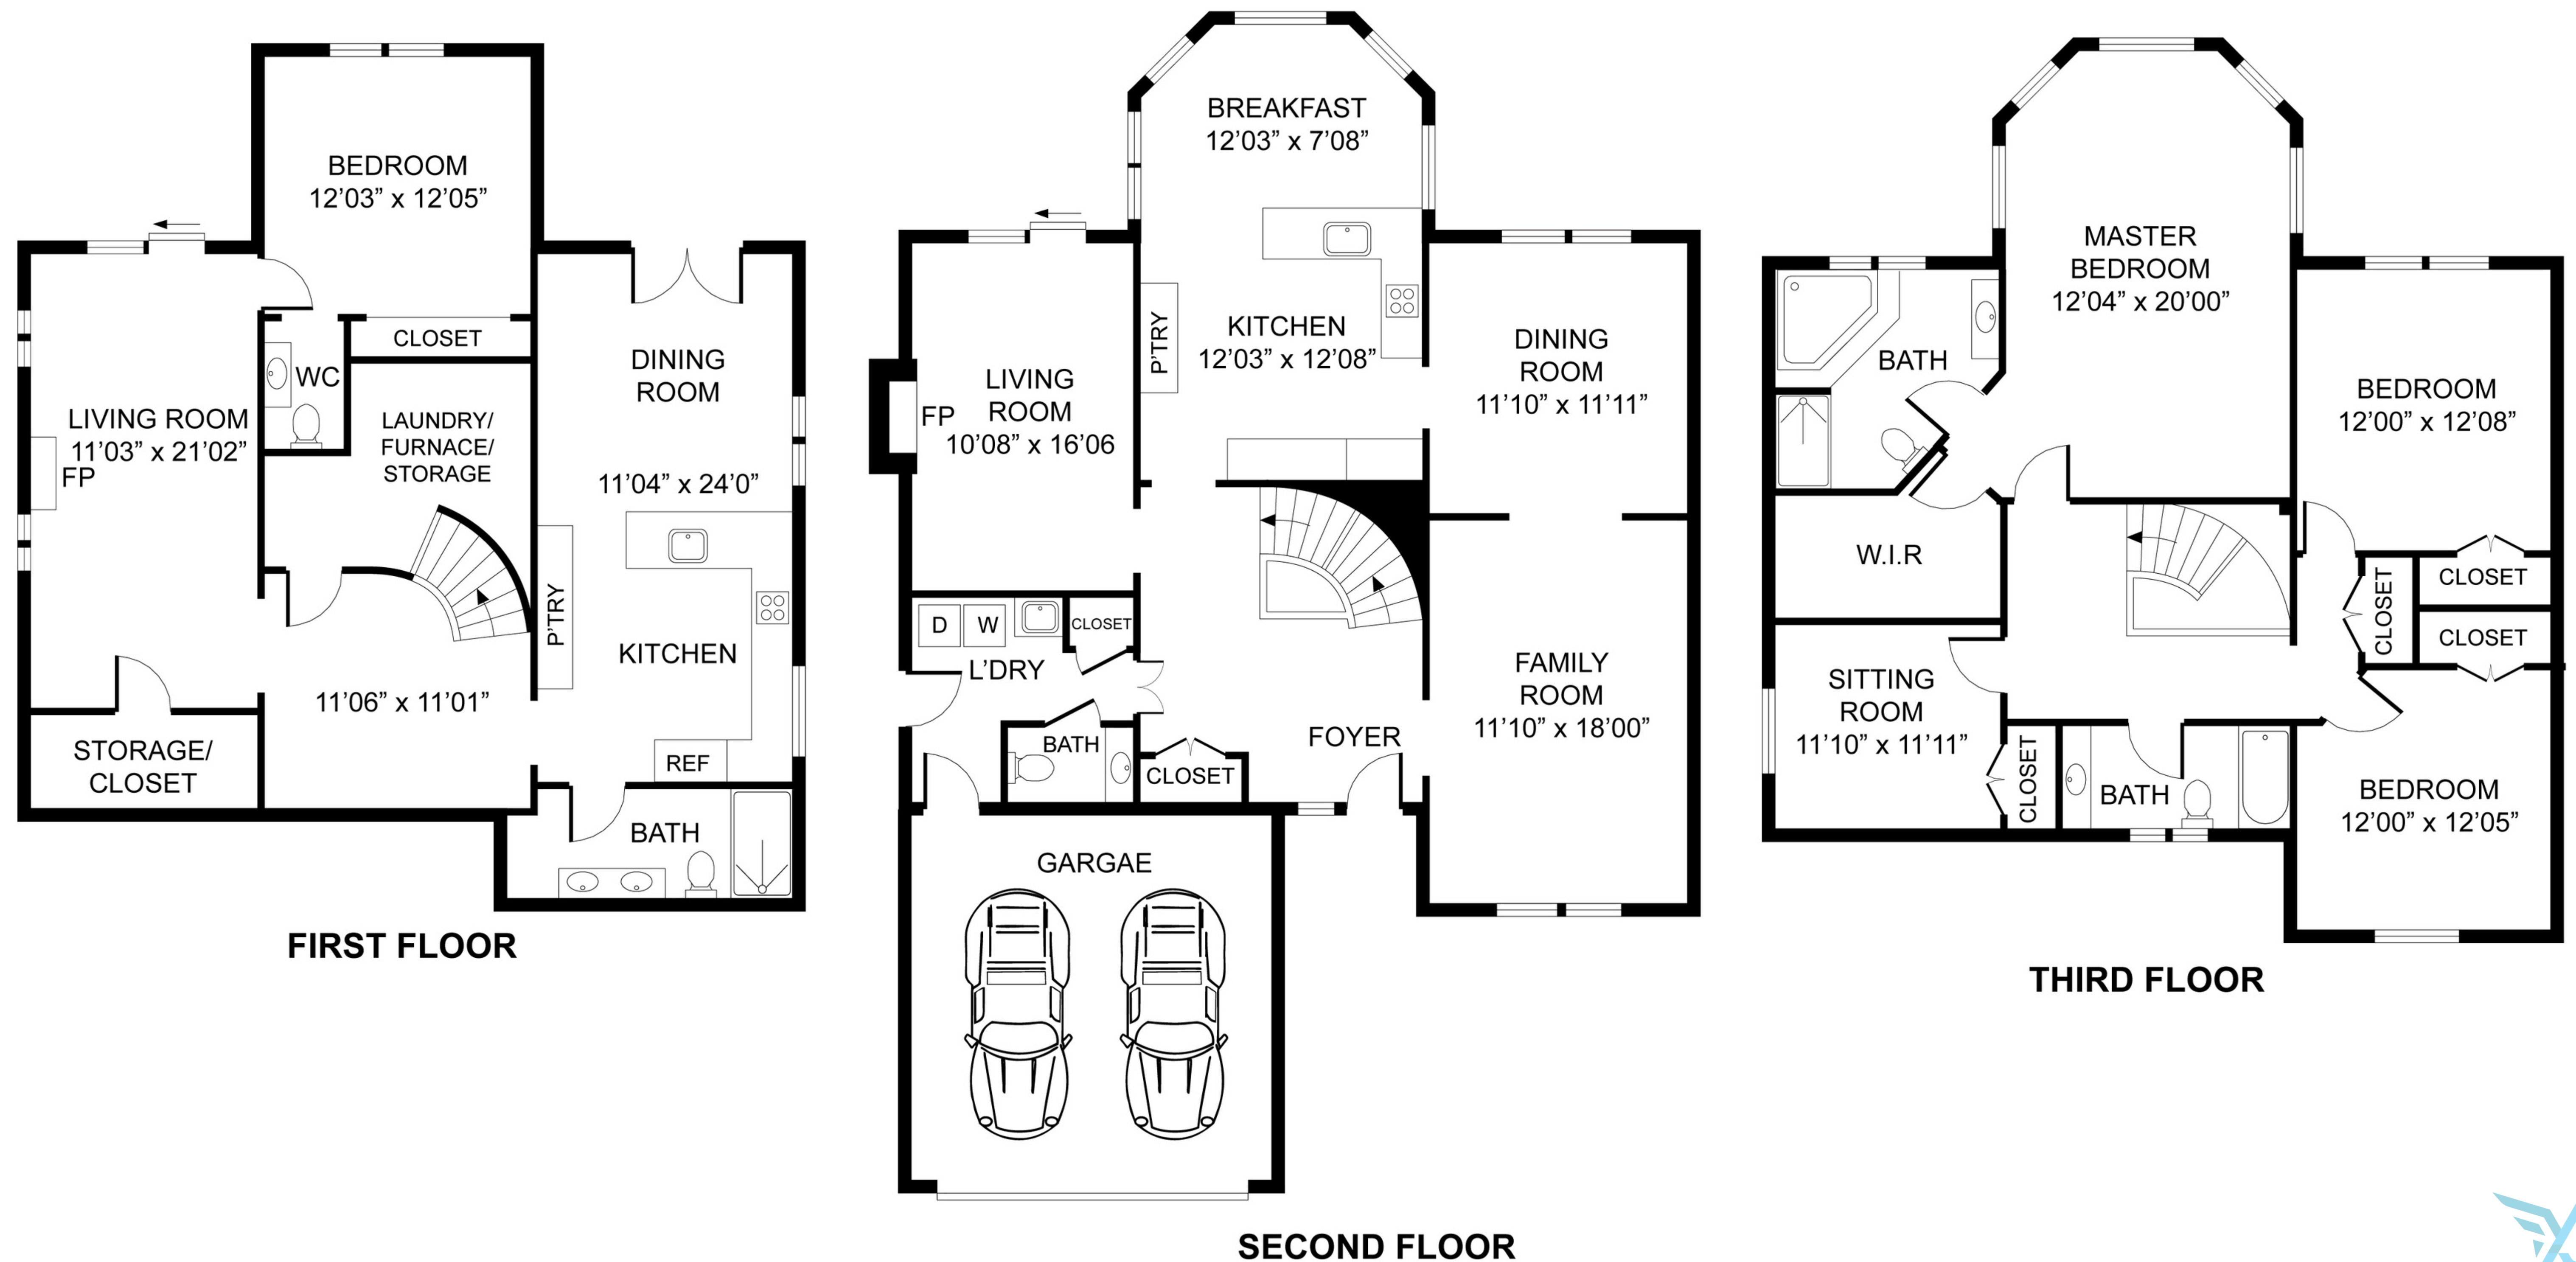 BEDROOM
12’03” x 12’05”
CLOSET
WC
LIVING ROOM
11’03” x 21’02”
FP
LAUNDRY/
FURNACE/
STORAGE
DINING
ROOM
11’04” x 24’0”
P’TRY
KITCHEN
11’06” x 11’01”
STORAGE/
CLOSET
REF
BATH
FIRST FLOOR
BREAKFAST
12’03” x 7’08”
P’TRY
KITCHEN
12’03” x 12’08”
LIVING
ROOM
10’08” x 16’06
FP
DINING
ROOM
11’10” x 11’11”
D
W
CLOSET
L’DRY
BATH
CLOSET
FOYER
FAMILY
ROOM
11’10” x 18’00”
GARGAE
SECOND FLOOR
MASTER
BEDROOM
12’04” x 20’00”
BATH
BEDROOM
12’00” x 12’08”
W.I.R
CLOSET
CLOSET
CLOSET
SITTING
ROOM
11’10” x 11’11”
CLOSET
BATH
BEDROOM
12’00” x 12’05”
THIRD FLOOR